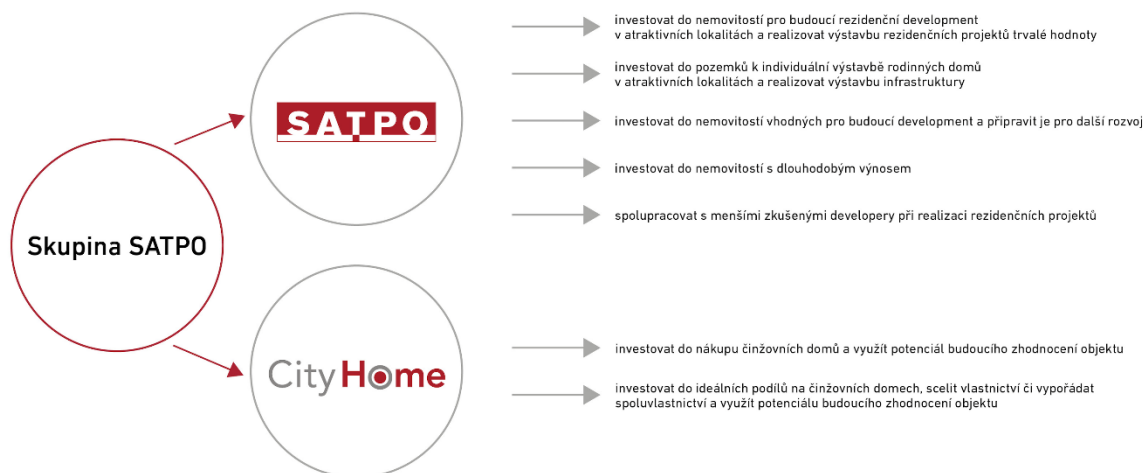 Skupina SATPO
SATPO
investovat do nemovitostí pro budoucí rezidenční development
v atraktivních lokalitách a realizovat výstavbu rezidenčních projektů trvalé hodnoty
investovat do pozemků k individuální výstavbě rodinných domů
v atraktivních lokalitách a realizovat výstavbu infrastruktury
investovat do nemovitostí vhodných pro budoucí development a připravit je pro další rozvoj
investovat do nemovitostí s dlouhodobým výnosem
spolupracovat s menšími zkušenými developery při realizaci rezidenčních projektů
City Home
investovat do nákupu činžovních domů a využít potenciál budoucího zhodnocení objektu
investovat do ideálních podílů na činžovních domech, scelit vlastnictví či vypořádat
spoluvlastnictví a využít potenciálu budoucího zhodnocení objektu